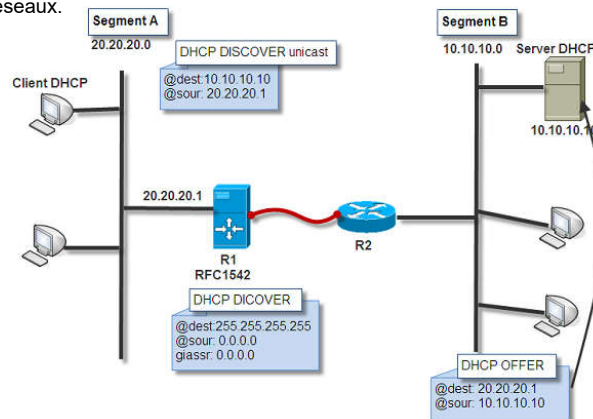 éseaux.
Segment A
20.20.20.0
DHCP DISCOVER unicast
@dest:10.10.10.10
@sour: 20.20.20.1
Segment B
10.10.10.0
Server DHCP
10.10.10.10
Client DHCP
20.20.20.1
R1
RFC1542
R2
DHCP DICOVER
@dest:255.255.255.255
@sour: 0.0.0.0
giassr: 0.0.0.0
DHCP OFFER
@dest: 20.20.20.1
@sour: 10.10.10.10